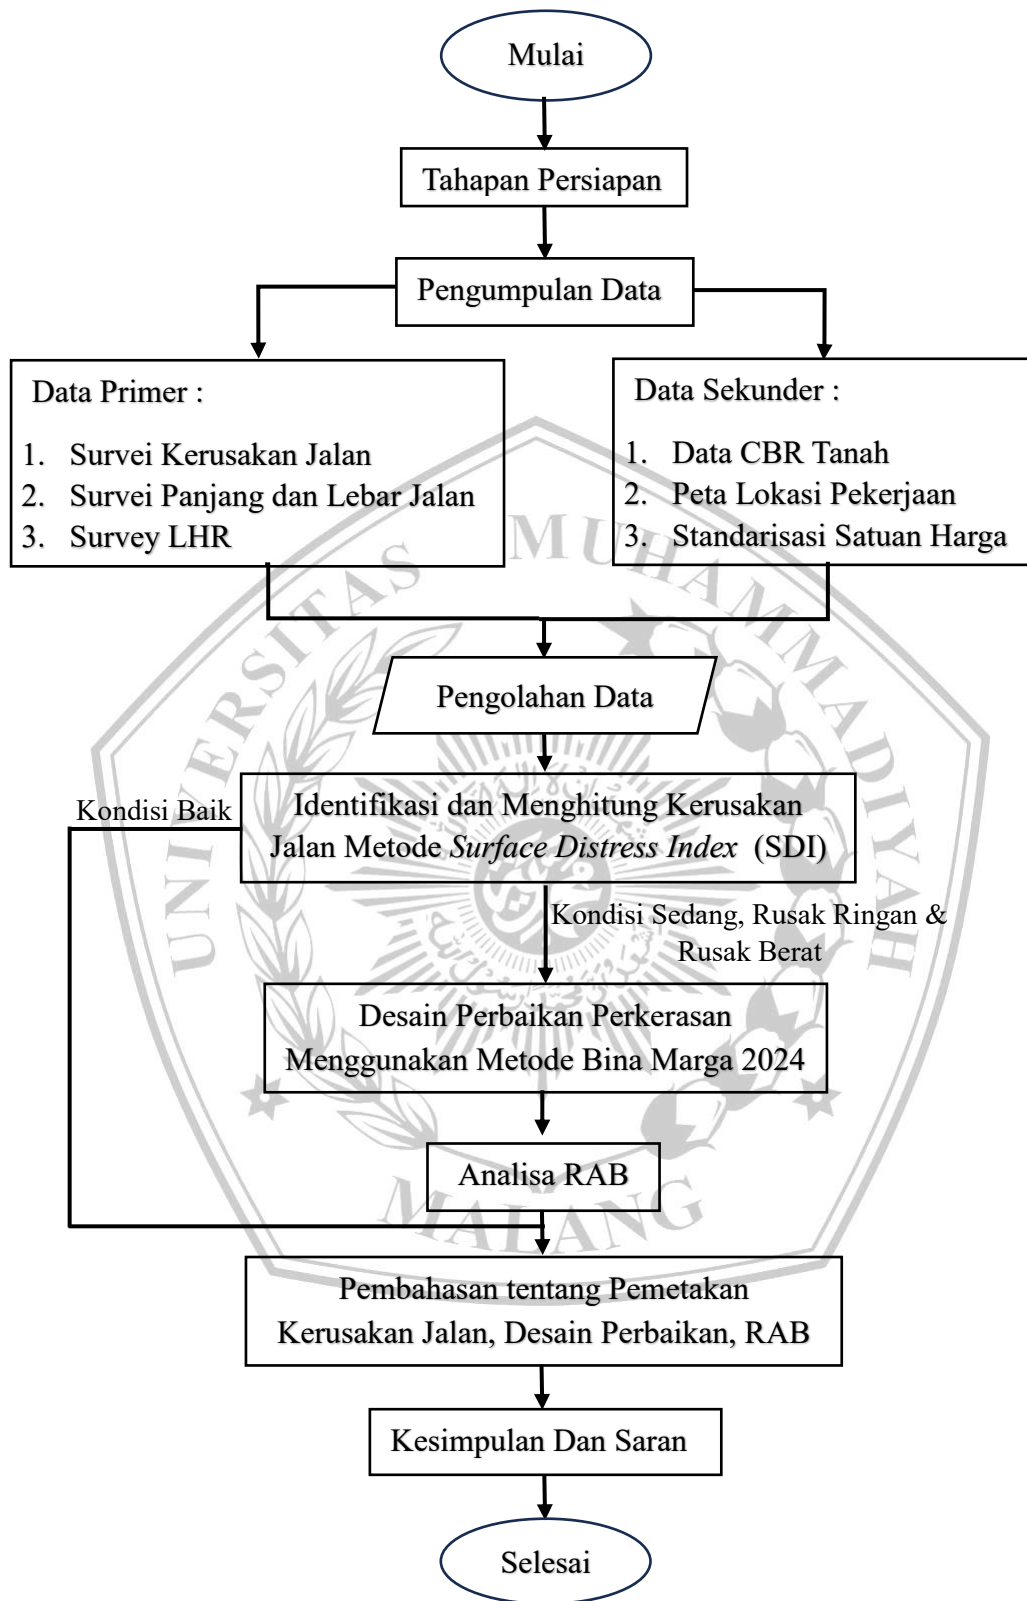 Mulai
Tahapan Persiapan
Pengumpulan Data
Data Primer :
1. Survei Kerusakan Jalan
2. Survei Panjang dan Lebar Jalan
3. Survey LHR
Data Sekunder :
1. Data CBR Tanah
2. Peta Lokasi Pekerjaan
3. Standarisasi Satuan Harga
Pengolahan Data
Kondisi Baik
Identifikasi dan Menghitung Kerusakan
Jalan Metode Surface Distress Index (SDI)
Kondisi Sedang, Rusak Ringan &
Rusak Berat
Desain Perbaikan Perkerasan
Menggunakan Metode Bina Marga 2024
Analisa RAB
Pembahasan tentang Pemetakan
Kerusakan Jalan, Desain Perbaikan, RAB
Kesimpulan Dan Saran
Selesai
UNIVERSITAS MUHAMMADIYAH
MALANG